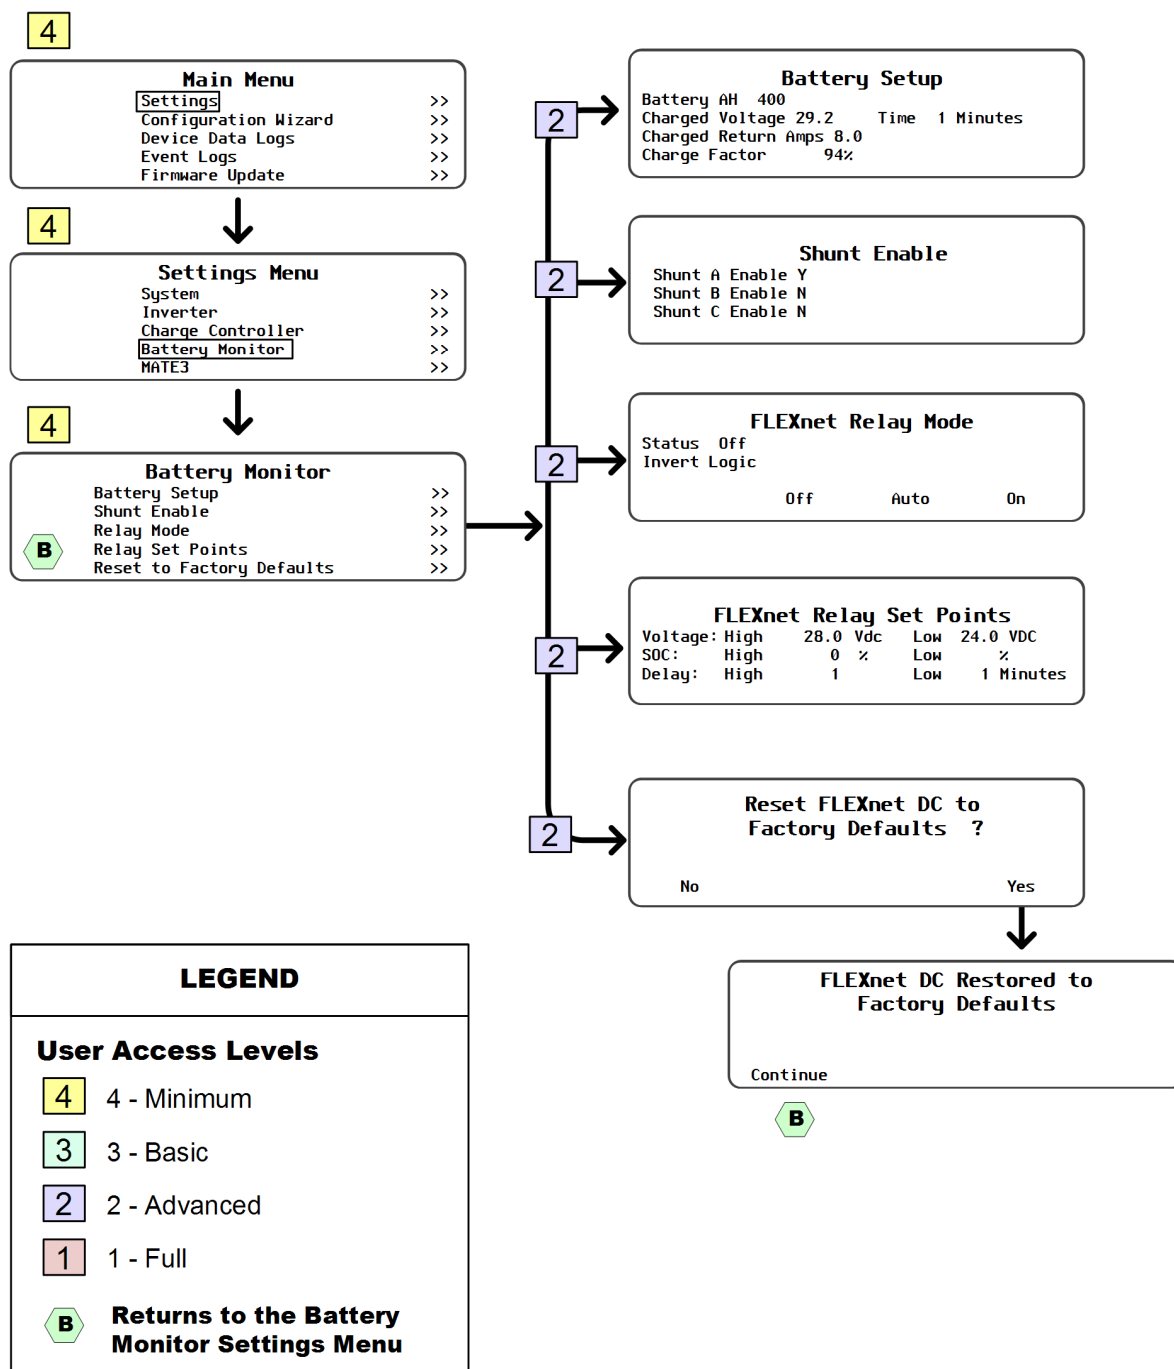 4
Main Menu
Settings >>
Configuration Wizard >>
Device Data Logs >>
Event Logs >>
Firmware Update >>
4
Settings Menu
System >>
Inverter >>
Charge Controller >>
Battery Monitor >>
MATE3 >>
4
Battery Monitor
Battery Setup >>
Shunt Enable >>
Relay Mode >>
Relay Set Points >>
Reset to Factory Defaults >>
B
2
Battery Setup
Battery AH 400
Charged Voltage 29.2 Time 1 Minutes
Charged Return Amps 8.0
Charge Factor 94%
2
Shunt Enable
Shunt A Enable Y
Shunt B Enable N
Shunt C Enable N
2
FLEXnet Relay Mode
Status Off
Invert Logic
Off Auto On
2
FLEXnet Relay Set Points
Voltage: High 28.0 Vdc Low 24.0 VDC
SOC: High 0 % Low %
Delay: High 1 Low 1 Minutes
2
Reset FLEXnet DC to
Factory Defaults ?
No Yes
FLEXnet DC Restored to
Factory Defaults
Continue
B
LEGEND
User Access Levels
4 4 - Minimum
3 3 - Basic
2 2 - Advanced
1 1 - Full
B Returns to the Battery
Monitor Settings Menu